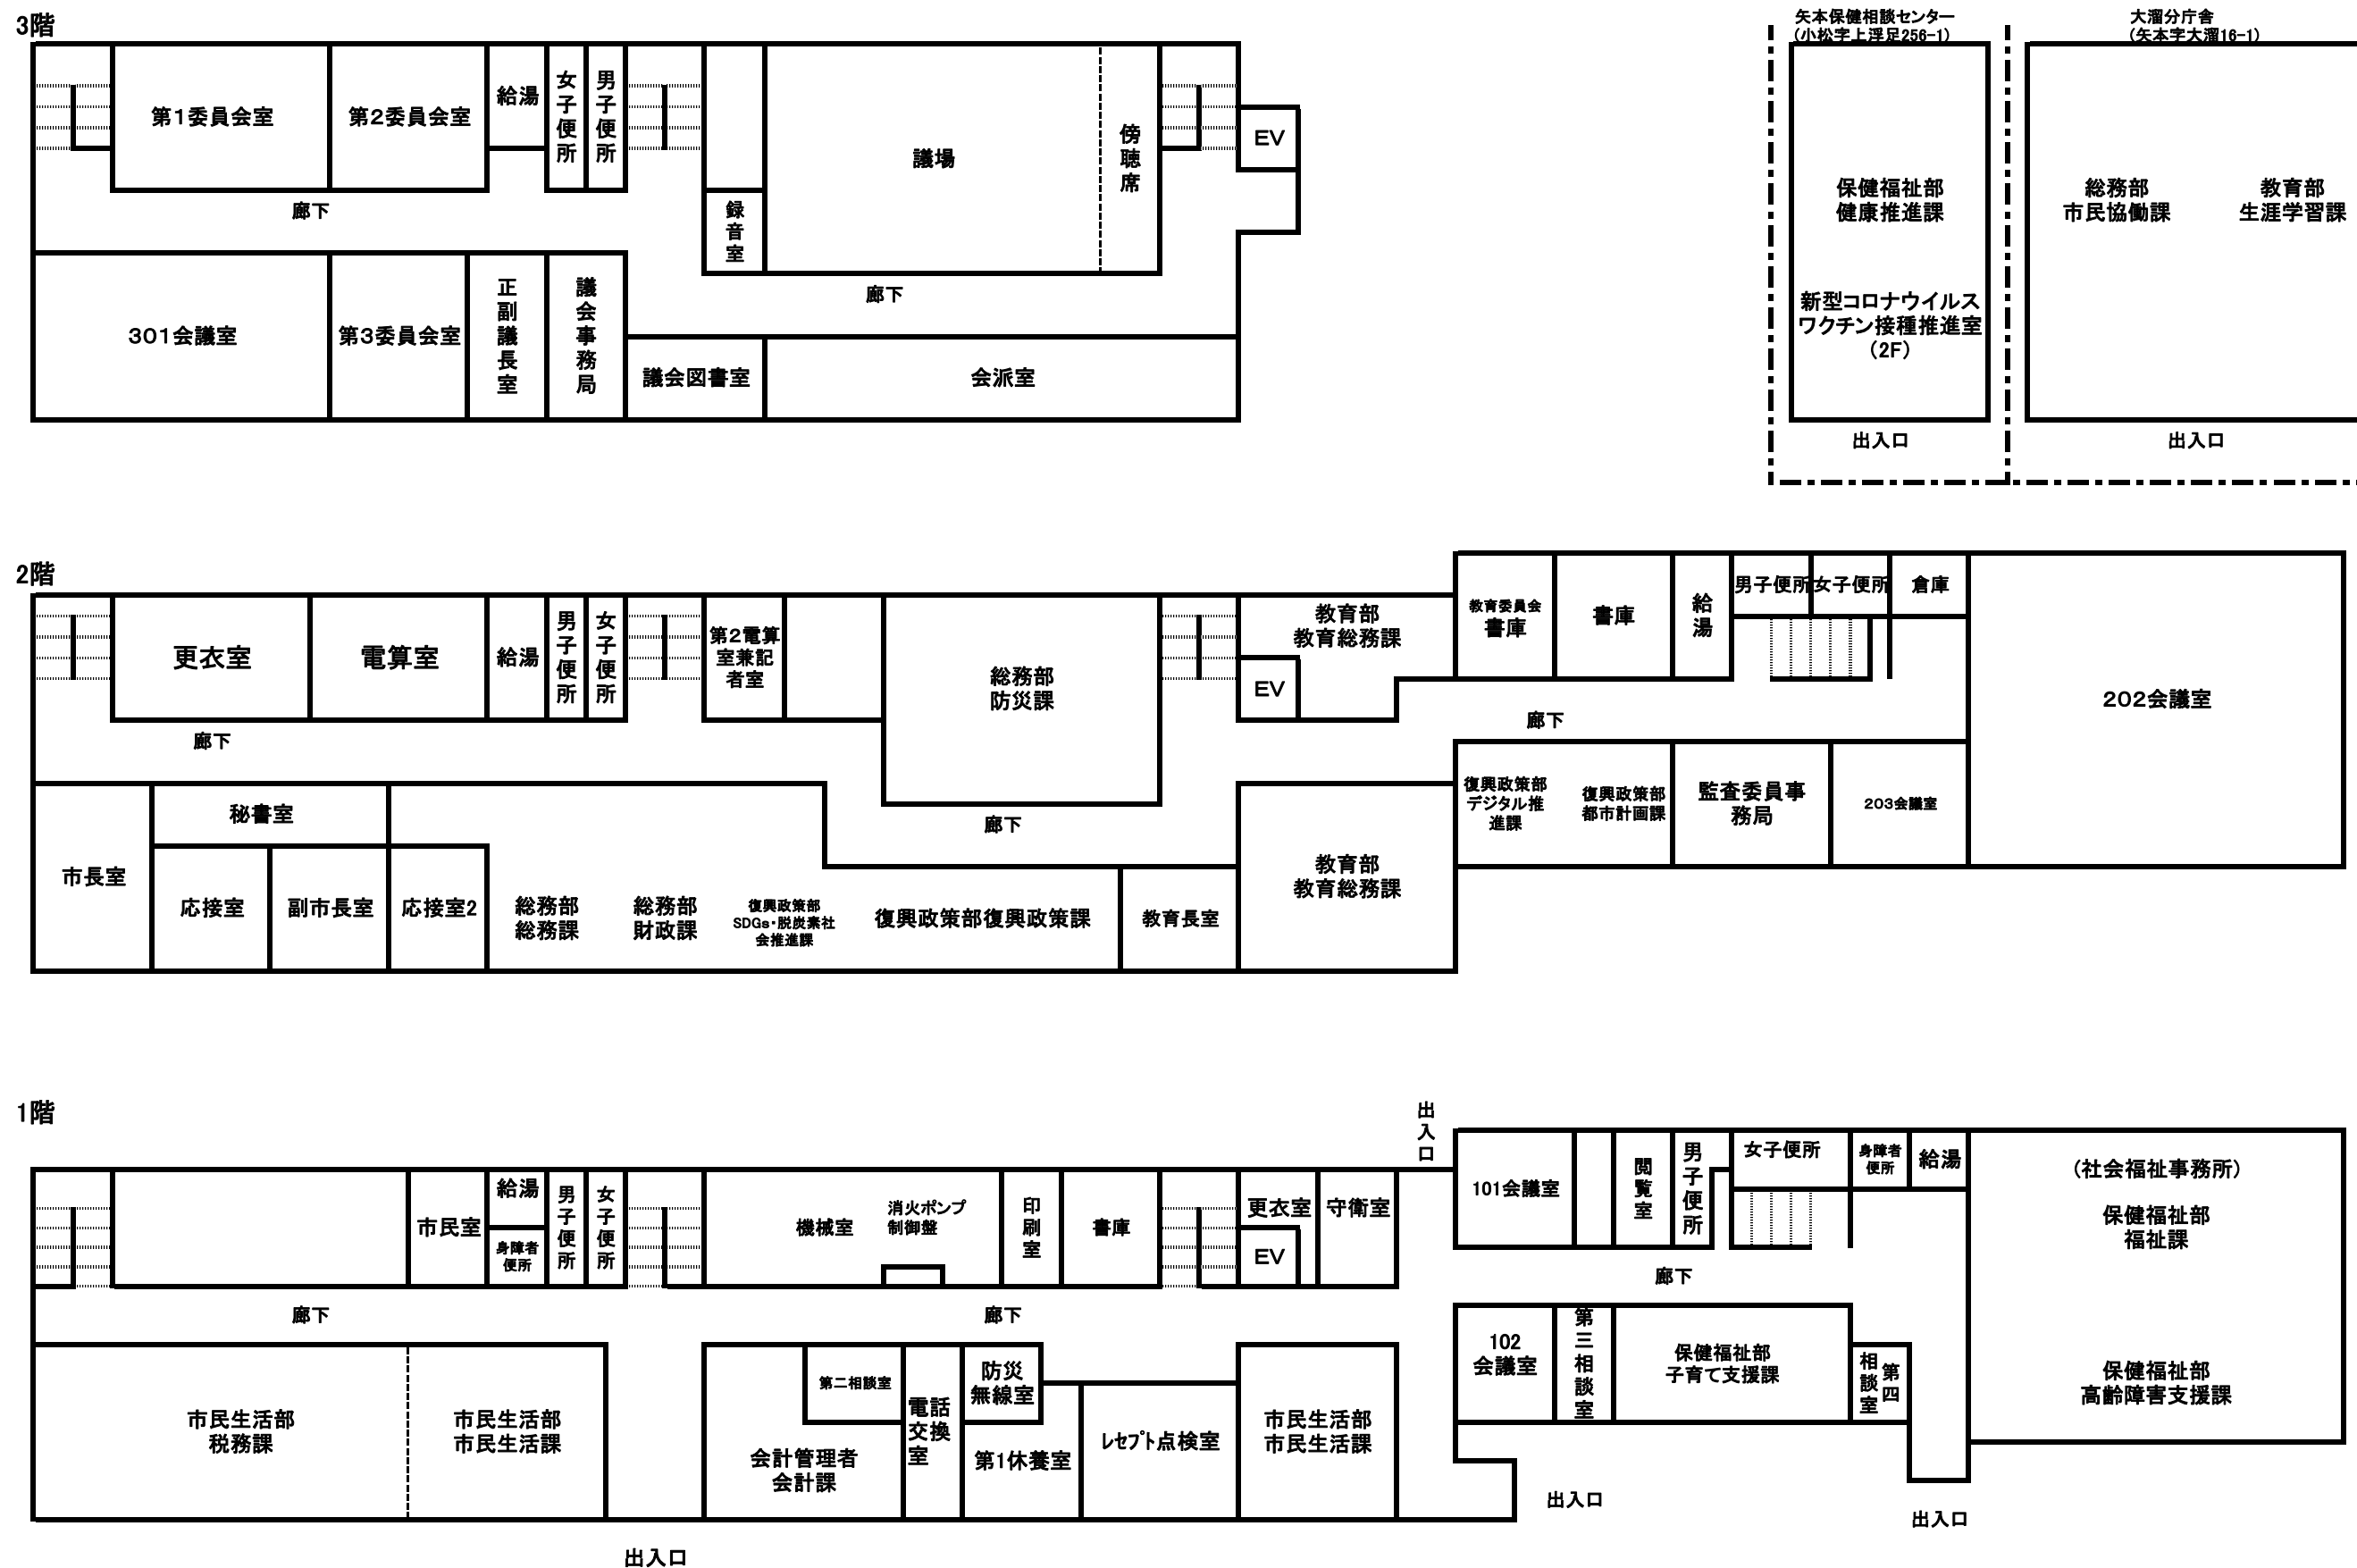 3階
第1委員会室
第2委員会室
給湯
女子便所
男子便所
議場
傍聴席
EV
録音室
廊下
廊下
301会議室
第3委員会室
正副議長室
議会事務局
議会図書室
会派室
矢本保健相談センター
(小松字上浮足256-1)
保健福祉部
健康推進課
新型コロナウイルス
ワクチン接種推進室
(2F)
出入口
大溜分庁舎
(矢本字大溜16-1)
総務部
市民協働課
教育部
生涯学習課
出入口
2階
更衣室
電算室
給湯
男子便所
女子便所
第2電算
室兼記
者室
総務部
防災課
教育部
教育総務課
EV
教育委員会
書庫
書庫
給湯
男子便所
女子便所
倉庫
202会議室
廊下
廊下
廊下
市長室
秘書室
応接室
副市長室
応接室2
総務部
総務課
総務部
財政課
復興政策部
SDGs・脱炭素社
会推進課
復興政策部復興政策課
教育長室
教育部
教育総務課
復興政策部
デジタル推
進課
復興政策部
都市計画課
監査委員事
務局
203会議室
1階
市民室
給湯
身障者
便所
男子便所
女子便所
機械室
消火ポンプ
制御盤
印刷室
書庫
更衣室
EV
守衛室
出入口
101会議室
閲覧室
男子便所
女子便所
身障者
便所
給湯
(社会福祉事務所)
保健福祉部
福祉課
保健福祉部
高齢障害支援課
廊下
廊下
廊下
市民生活部
税務課
市民生活部
市民生活課
第二相談室
会計管理者
会計課
電話
交換
室
防災
無線室
第1休養室
ﾚｾﾌﾟﾄ点検室
市民生活部
市民生活課
102
会議室
第三相談室
保健福祉部
子育て支援課
第四
相談室
出入口
出入口
出入口